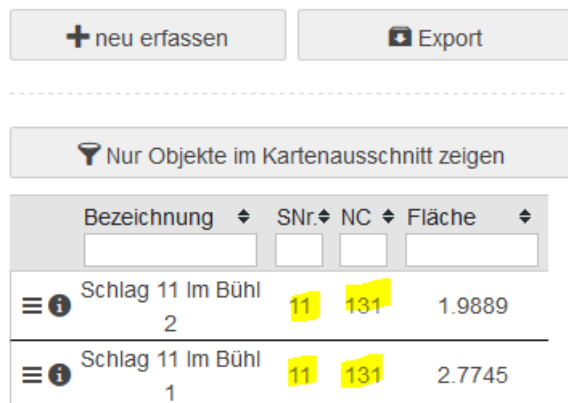 neu erfassen Export
Nur Objekte im Kartenausschnitt zeigen
Bezeichnung SNr. NC Fläche
Schlag 11 Im Bühl 2 11 131 1.9889
Schlag 11 Im Bühl 1 11 131 2.7745